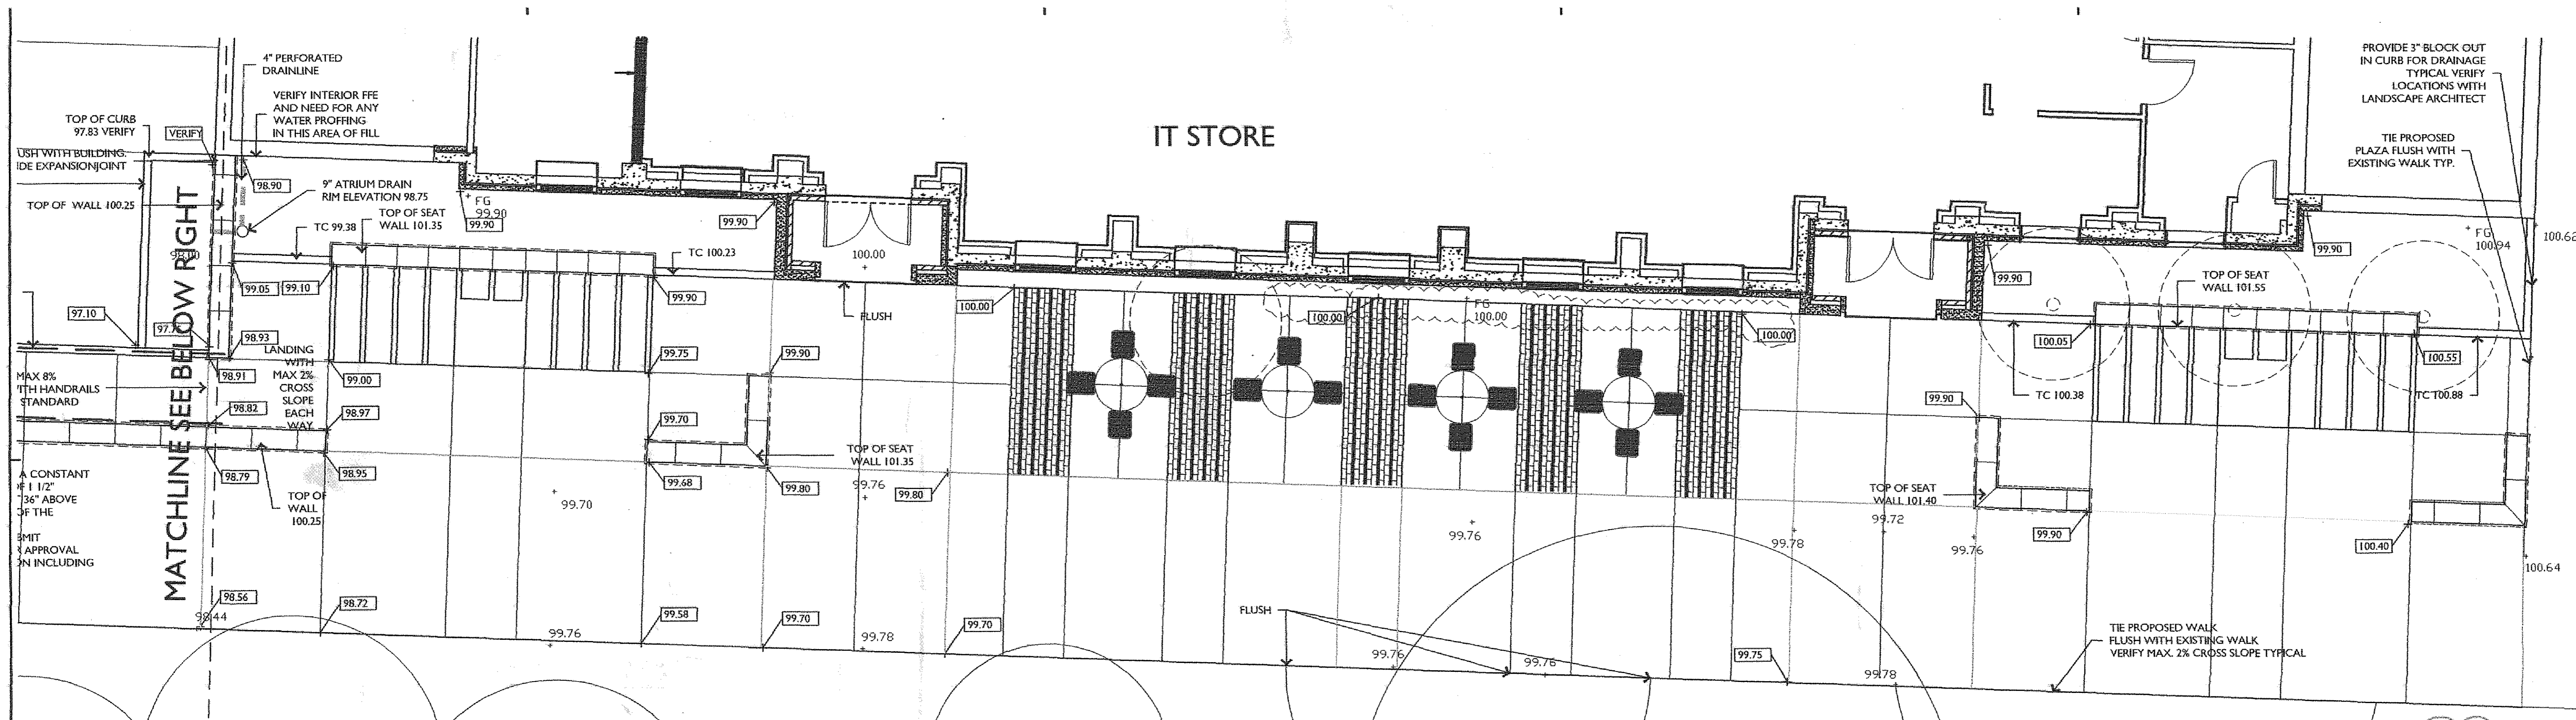 4" PERFORATED
DRAINLINE
VERIFY INTERIOR FFE
AND NEED FOR ANY
WATER PROFFING
IN THIS AREA OF FILL
TOP OF CURB
97.83 VERIFY
VERIFY
USH WITH BUILDING.
IDE EXPANSIONJOINT
TOP OF WALL 100.25
98.90
9" ATRIUM DRAIN
RIM ELEVATION 98.75
TOP OF SEAT
WALL 101.35
TC 99.38
FG
99.90
99.90
99.90
TC 100.23
99.05
99.10
99.90
97.10
98.93
98.91
LANDING
WITH
MAX 2%
CROSS
SLOPE
EACH
WAY
99.00
99.75
99.90
MAX 8%
WITH HANDRAILS
STANDARD
98.82
98.97
99.70
MATCHLINE SEE BELOW RIGHT
A CONSTANT
OF 1 1/2"
36" ABOVE
OF THE
98.79
98.95
TOP OF
WALL
100.25
99.68
99.80
TOP OF SEAT
WALL 101.35
99.76
99.80
99.70
APPROVAL
ON INCLUDING
98.56
98.44
98.72
99.76
99.58
99.70
99.78
99.70
IT STORE
100.00
FLUSH
100.00
100.00
FG
100.00
100.00
99.76
FLUSH
99.76
99.76
99.75
99.78
99.78
99.72
99.76
PROVIDE 3" BLOCK OUT
IN CURB FOR DRAINAGE
TYPICAL VERIFY
LOCATIONS WITH
LANDSCAPE ARCHITECT
TIE PROPOSED
PLAZA FLUSH WITH
EXISTING WALK TYP.
99.90
99.90
FG
100.94
100.62
TOP OF SEAT
WALL 101.55
100.05
100.55
TC 100.38
TC 100.88
99.90
TOP OF SEAT
WALL 101.40
99.90
100.40
100.64
TIE PROPOSED WALK
FLUSH WITH EXISTING WALK
VERIFY MAX. 2% CROSS SLOPE TYPICAL